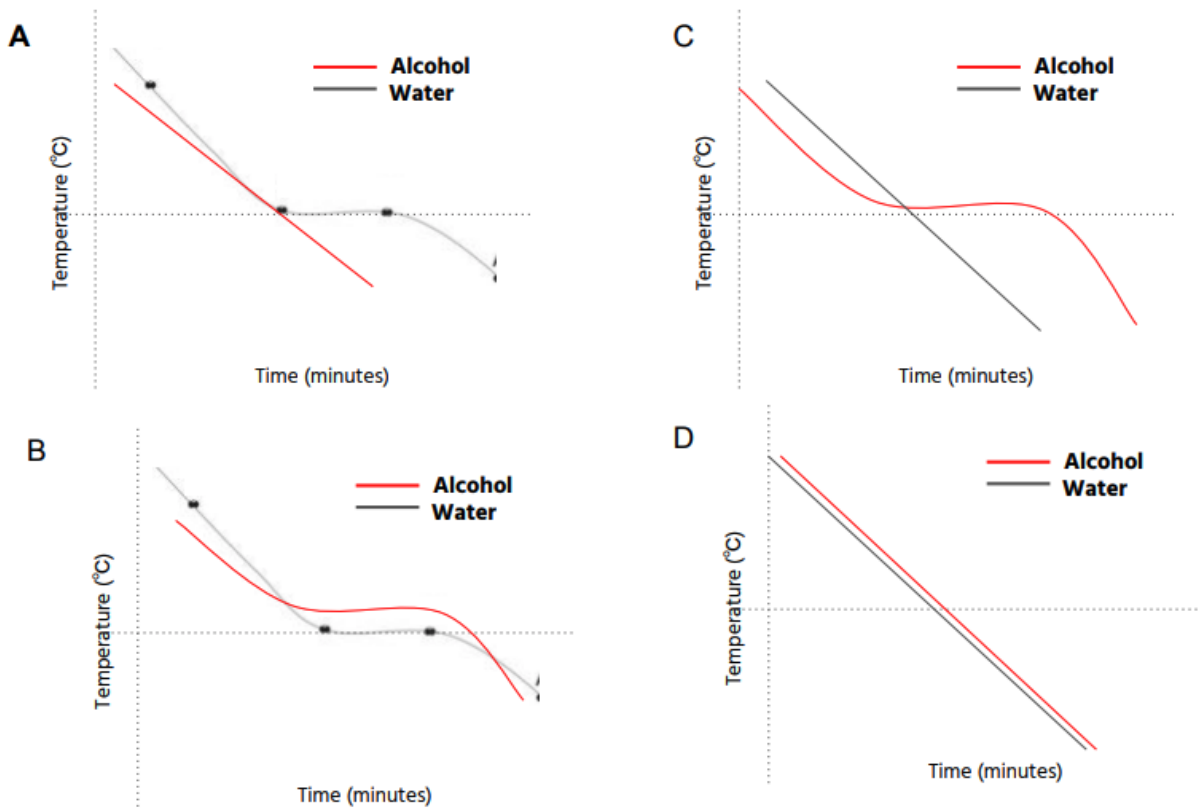 A
Alcohol
Water
Temperature (°C)
Time (minutes)
B
Alcohol
Water
Temperature (°C)
Time (minutes)
C
Alcohol
Water
Temperature (°C)
Time (minutes)
D
Alcohol
Water
Temperature (°C)
Time (minutes)